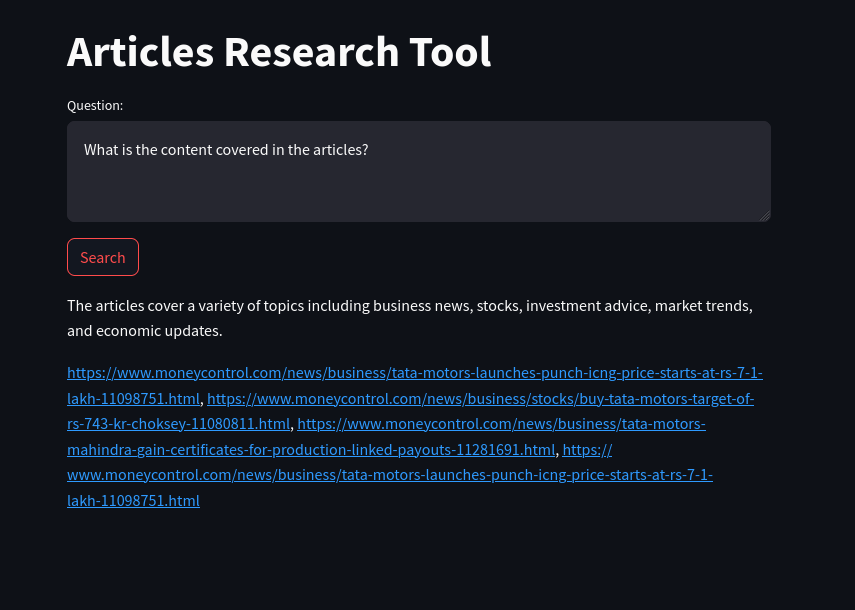 Articles Research Tool
Question:
What is the content covered in the articles?
Search
The articles cover a variety of topics including business news, stocks, investment advice, market trends,
and economic updates.
https://www.moneycontrol.com/news/business/tata-motors-launches-punch-icng-price-starts-at-rs-7-1-
lakh-11098751.html, https://www.moneycontrol.com/news/business/stocks/buy-tata-motors-target-of-
rs-743-kr-choksey-11080811.html, https://www.moneycontrol.com/news/business/tata-motors-
mahindra-gain-certificates-for-production-linked-payouts-11281691.html, https://
www.moneycontrol.com/news/business/tata-motors-launches-punch-icng-price-starts-at-rs-7-1-
lakh-11098751.html